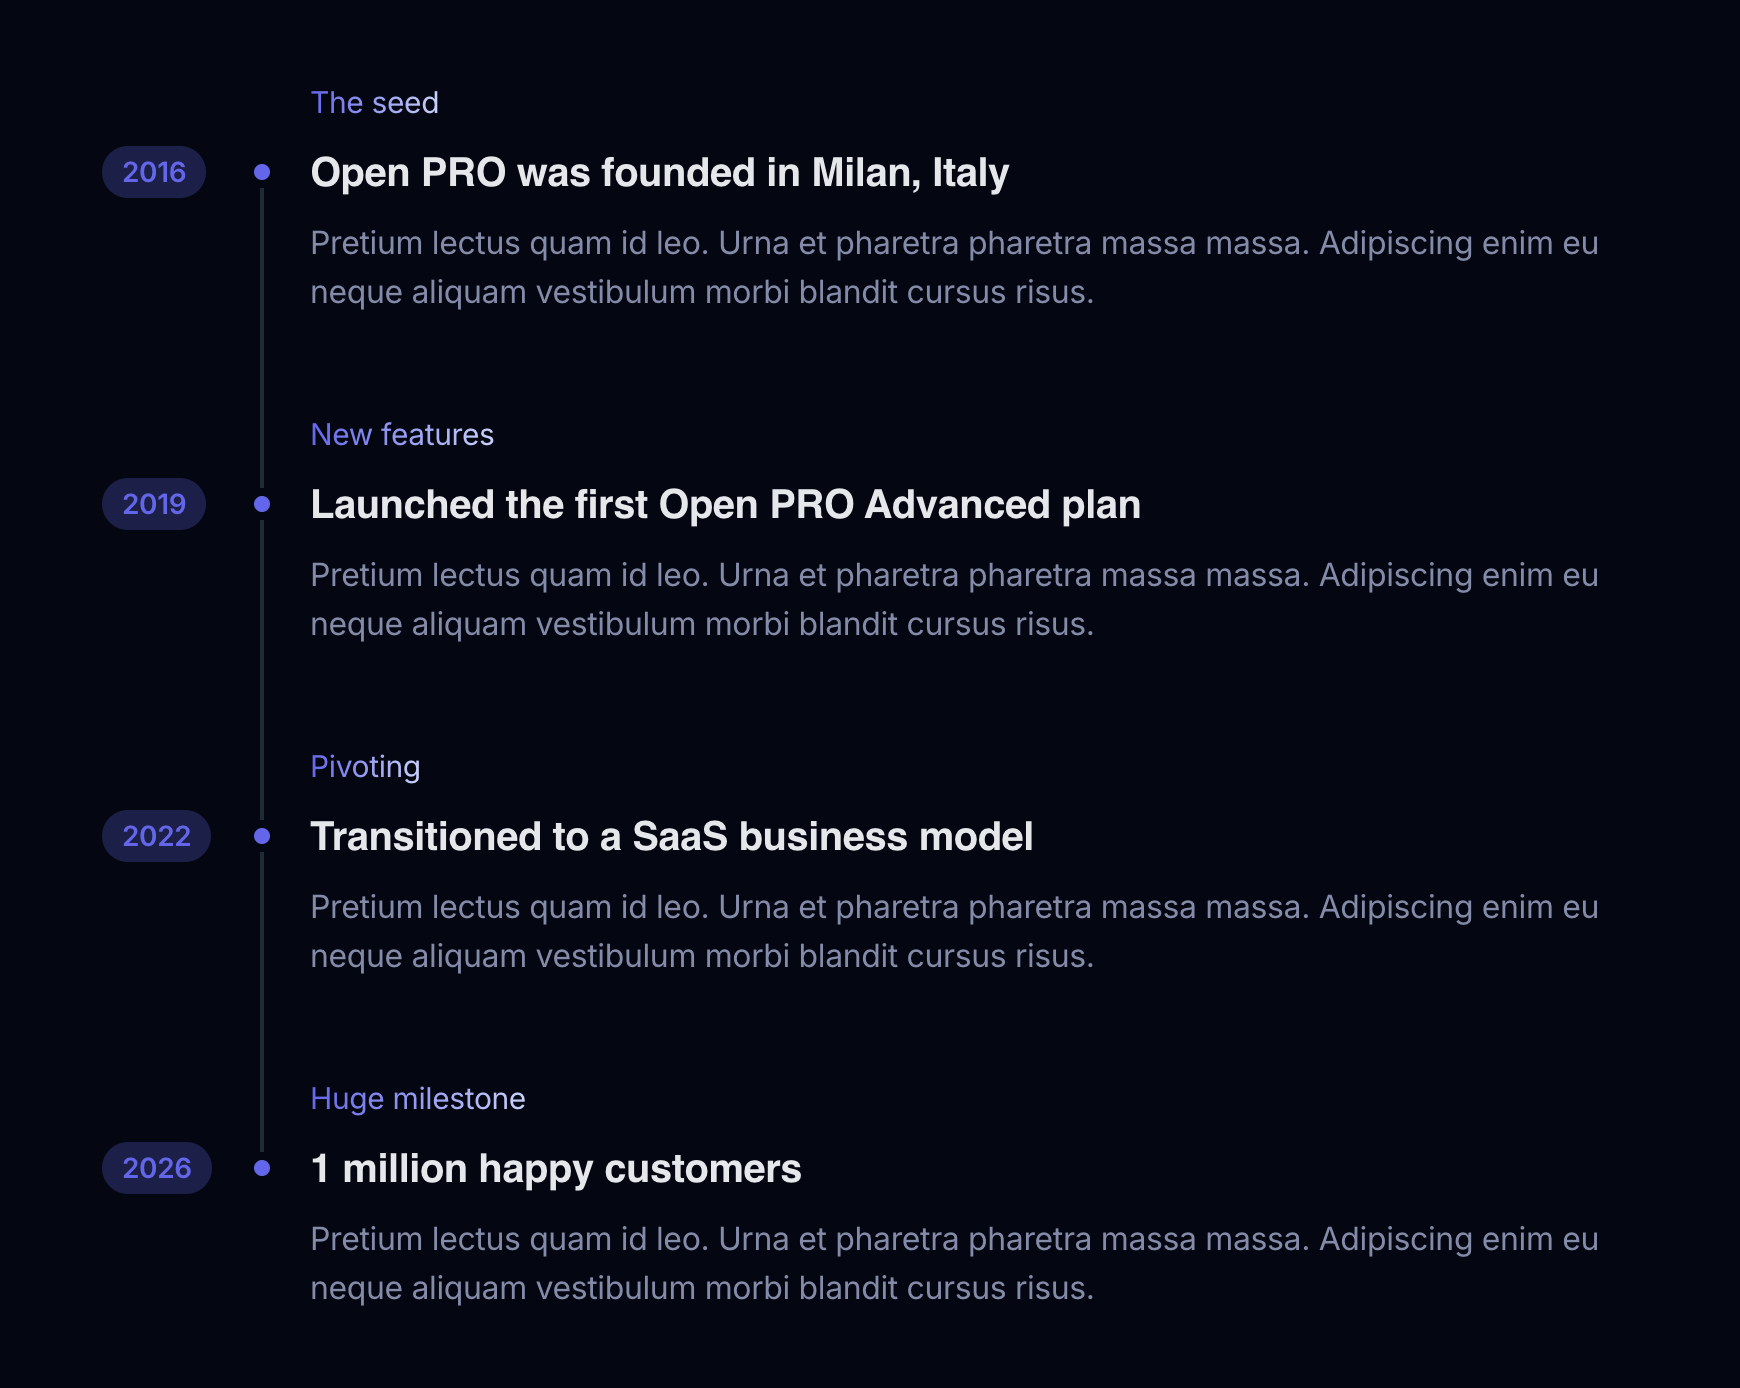 The seed
2016
Open PRO was founded in Milan, Italy
Pretium lectus quam id leo. Urna et pharetra pharetra massa massa. Adipiscing enim eu
neque aliquam vestibulum morbi blandit cursus risus.
New features
2019
Launched the first Open PRO Advanced plan
Pretium lectus quam id leo. Urna et pharetra pharetra massa massa. Adipiscing enim eu
neque aliquam vestibulum morbi blandit cursus risus.
Pivoting
2022
Transitioned to a SaaS business model
Pretium lectus quam id leo. Urna et pharetra pharetra massa massa. Adipiscing enim eu
neque aliquam vestibulum morbi blandit cursus risus.
Huge milestone
2026
1 million happy customers
Pretium lectus quam id leo. Urna et pharetra pharetra massa massa. Adipiscing enim eu
neque aliquam vestibulum morbi blandit cursus risus.